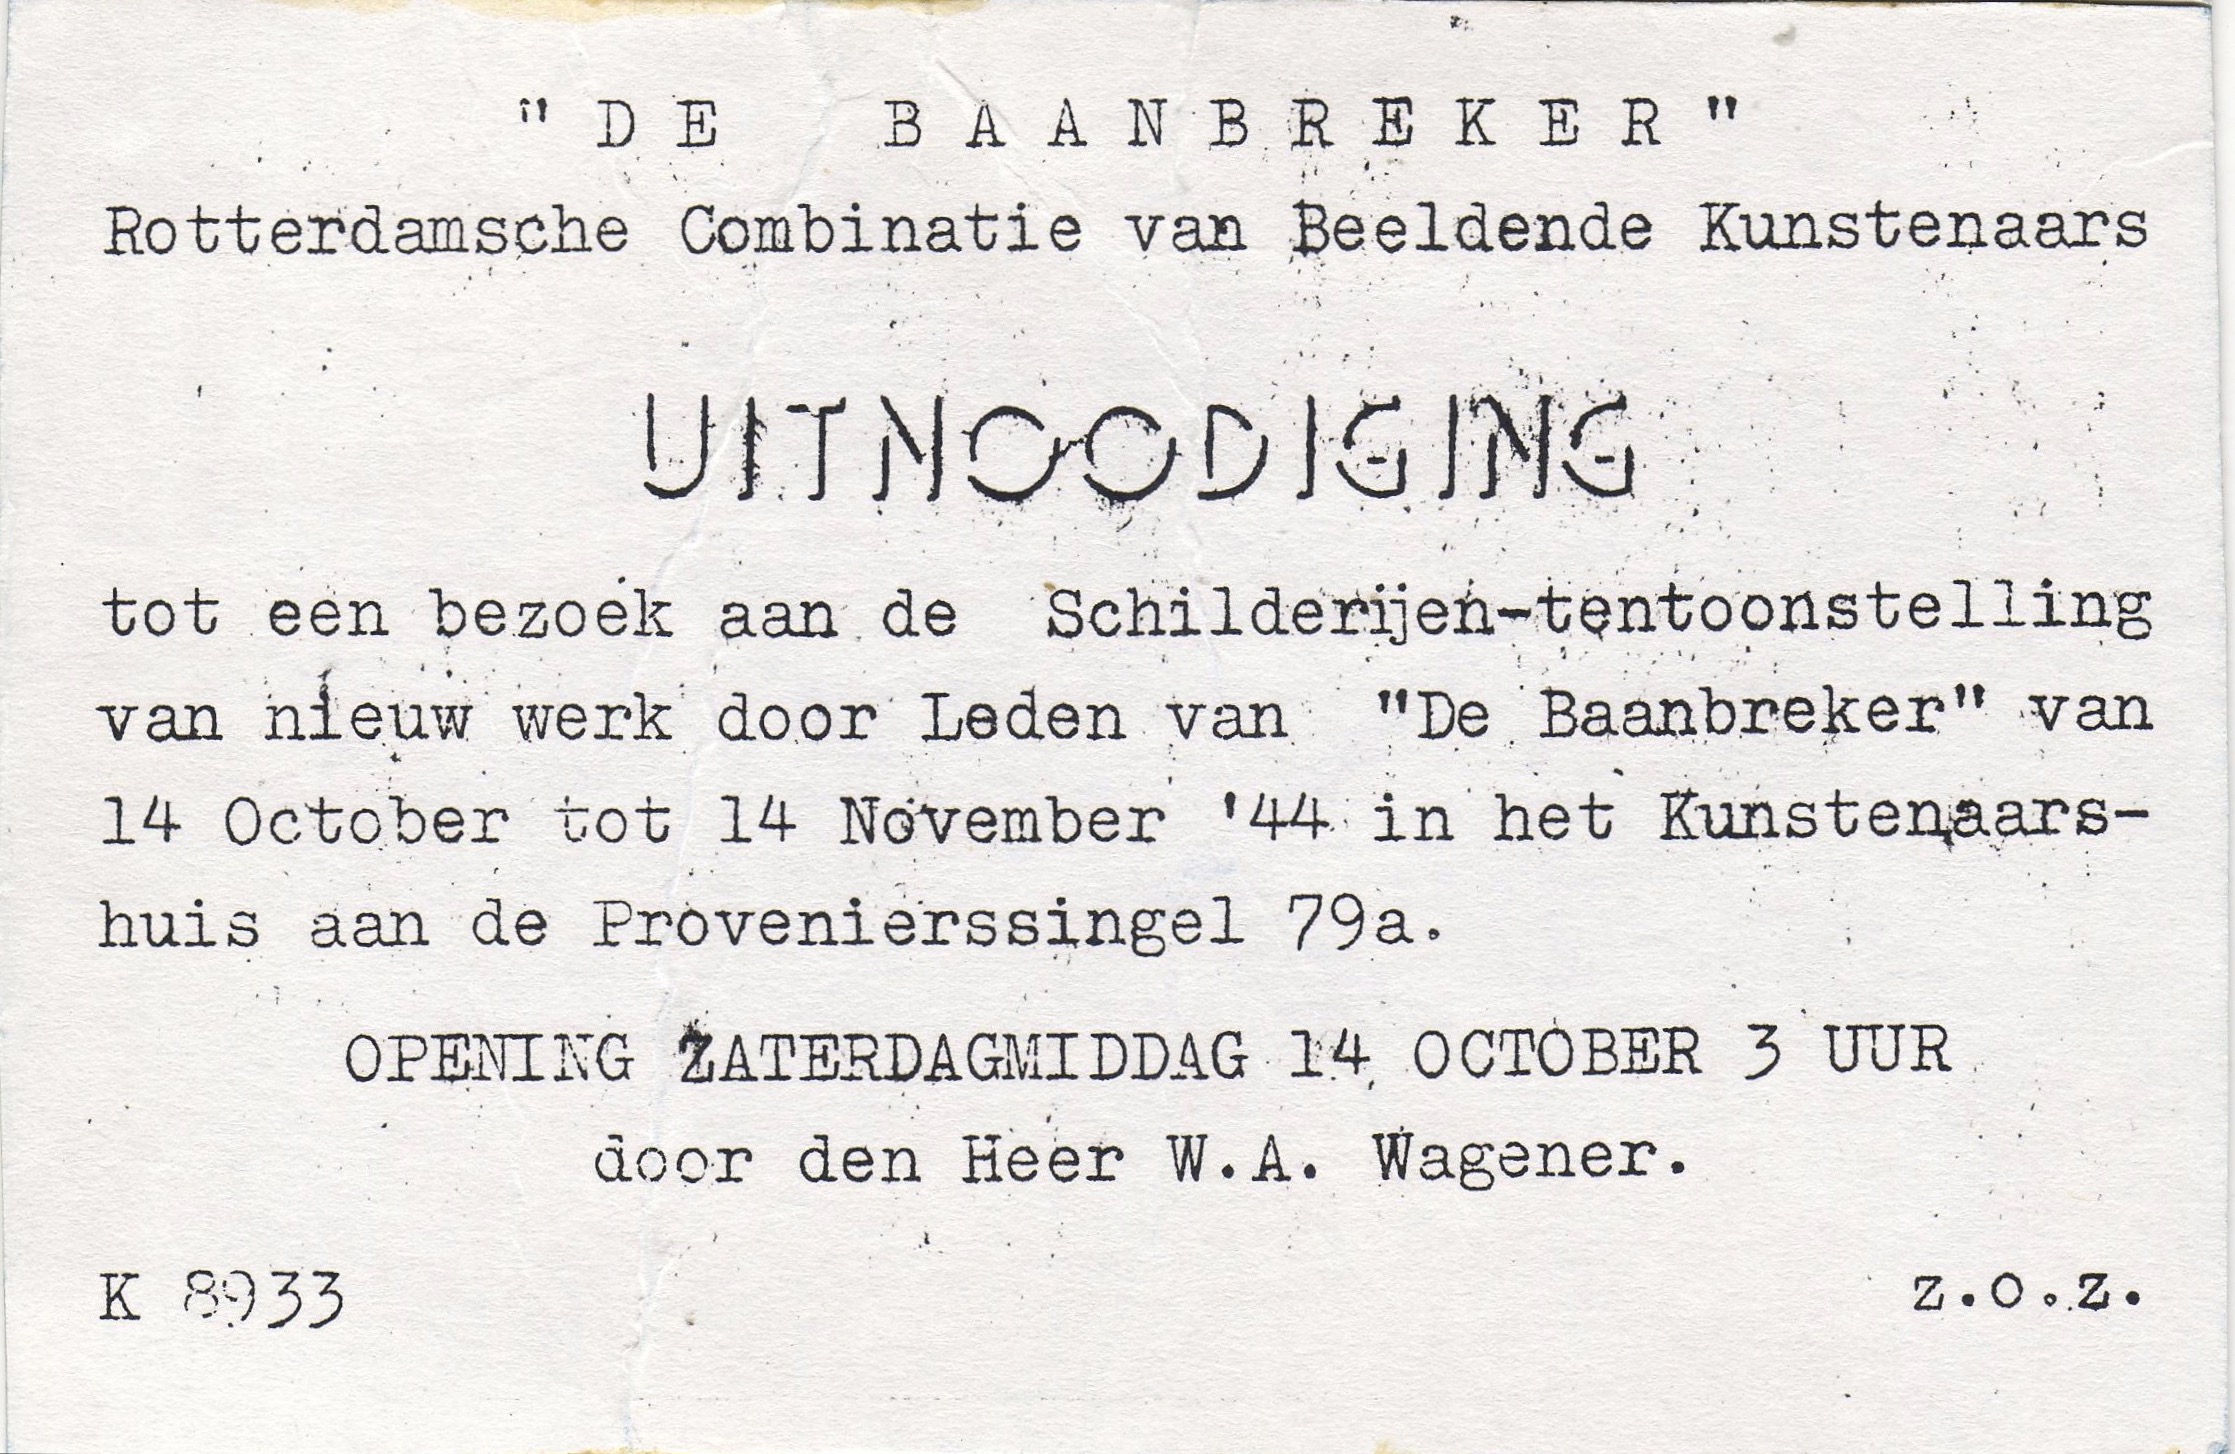 "DE BAANBREKER"
Rotterdamsche Combinatie van Beeldende Kunstenaars
UITNOODIGING
tot een bezoek aan de Schilderijen-tentoonstelling
van nieuw werk door Leden van "De Baanbreker" van
14 October tot 14 November '44 in het Kunstenaars-
huis aan de Provenierssingel 79a.
OPENING ZATERDAGMIDDAG 14 OCTOBER 3 UUR
door den Heer W.A. Wagener.
K 8933
z.o.z.